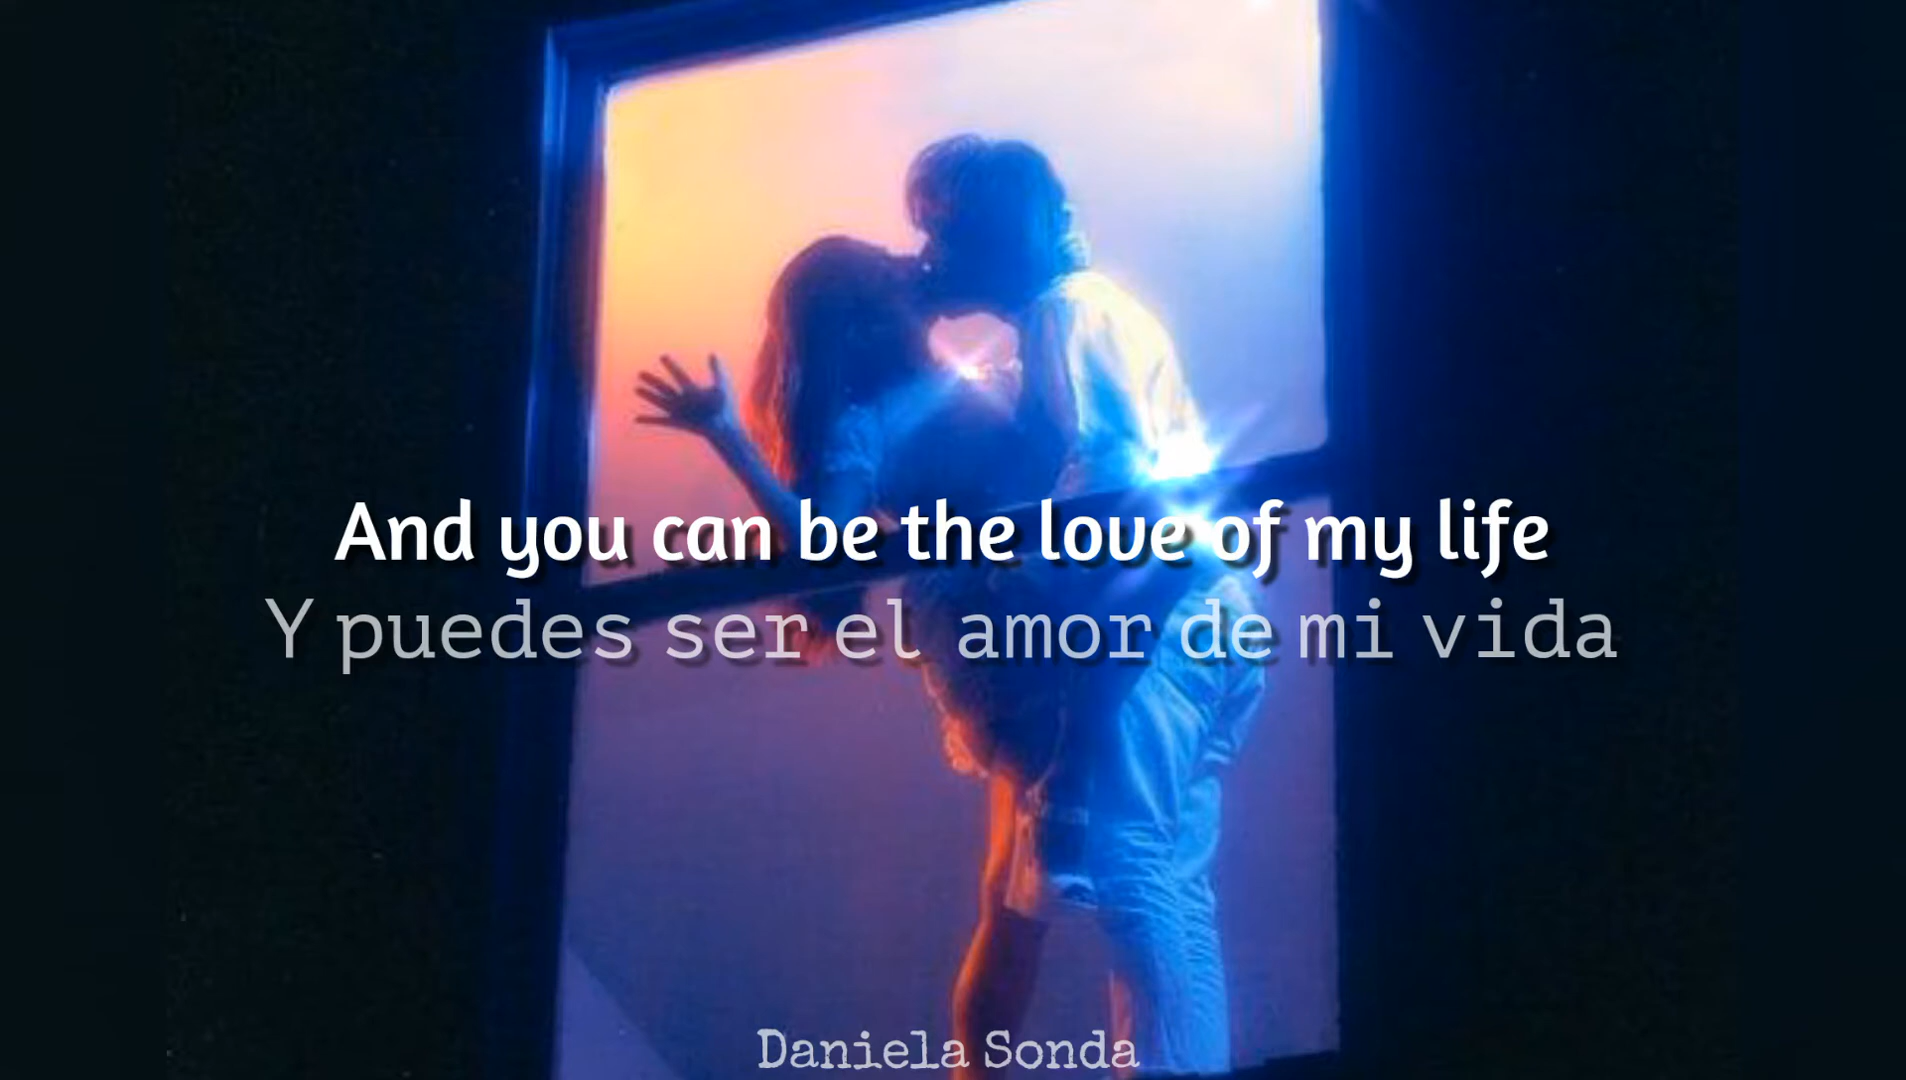 And you can be the love of my life
Y puedes ser el amor de mi vida
Daniela Sonda